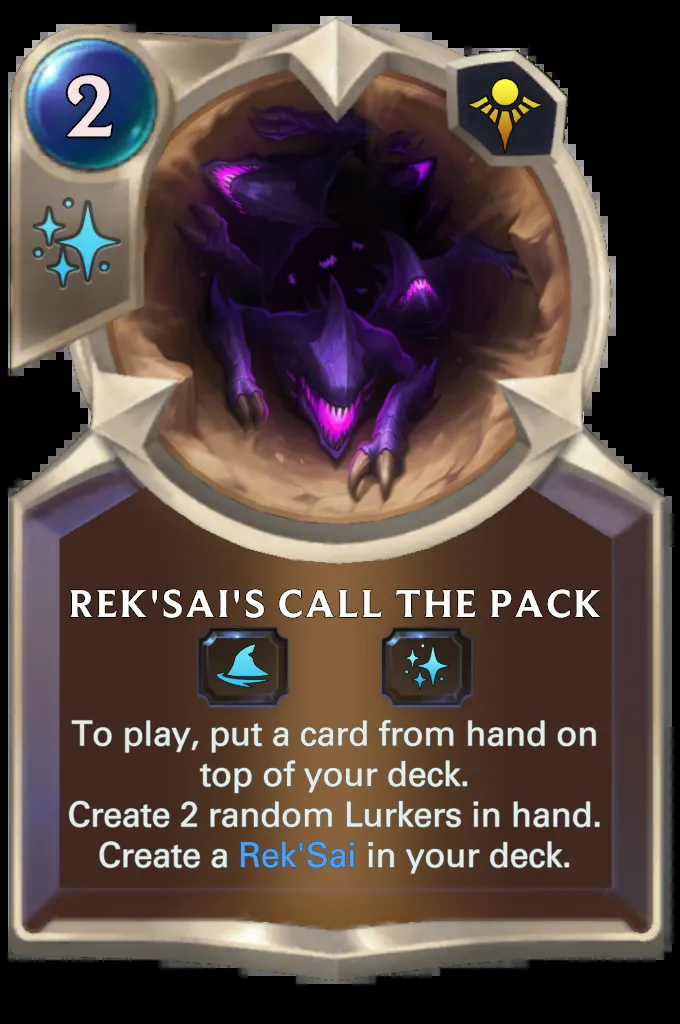 2
REK'SAI'S CALL THE PACK
To play, put a card from hand on
top of your deck.
Create 2 random Lurkers in hand.
Create a Rek'Sai in your deck.